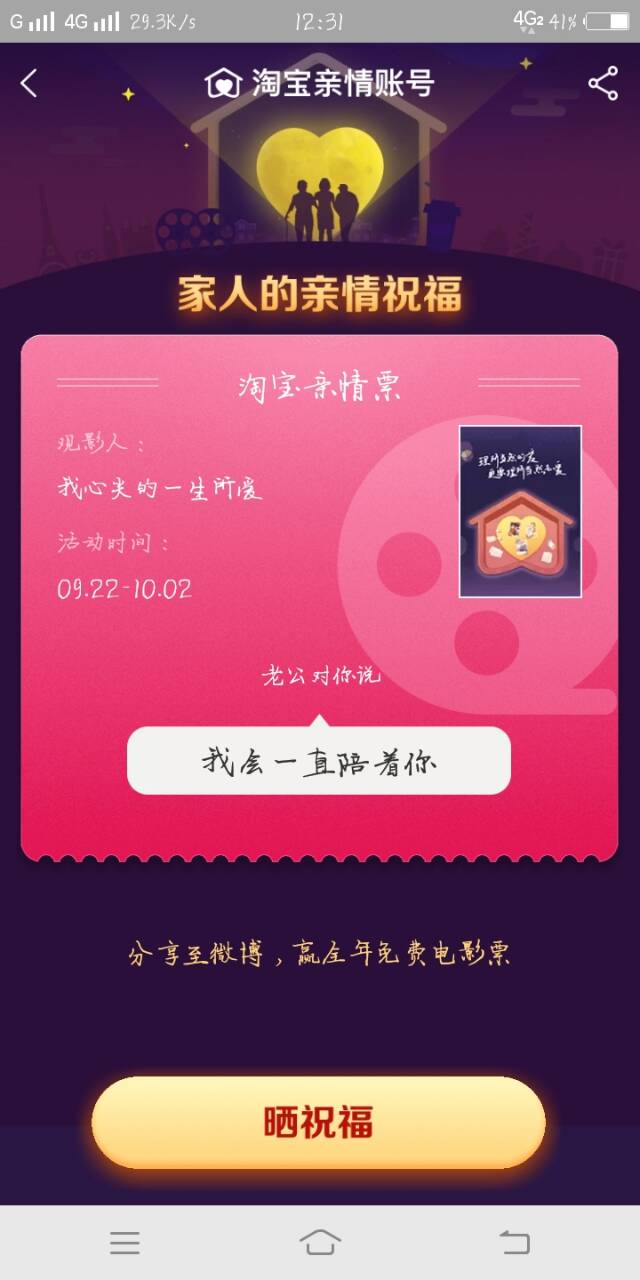 G 4G 29.3K/s 12:31 4G2 41%
淘宝亲情账号
家人的亲情祝福
淘宝亲情票
观影人：
我心尖的一生所爱
活动时间：
09.22-10.02
理所当然的爱
更要理所当然去爱
老公对你说
我会一直陪着你
分享至微博，赢全年免费电影票
晒祝福